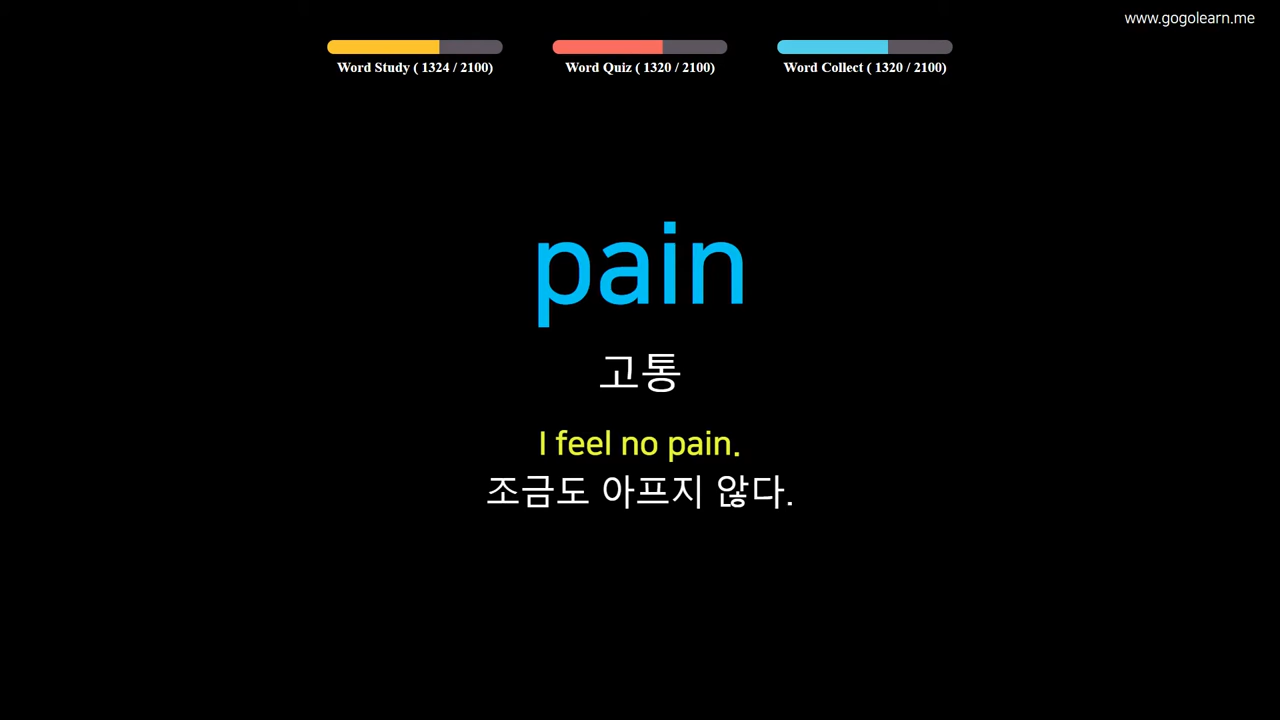 www.gogolearn.me
Word Study ( 1324 / 2100)
Word Quiz ( 1320 / 2100)
Word Collect ( 1320 / 2100)
pain
고통
I feel no pain.
조금도 아프지 않다.